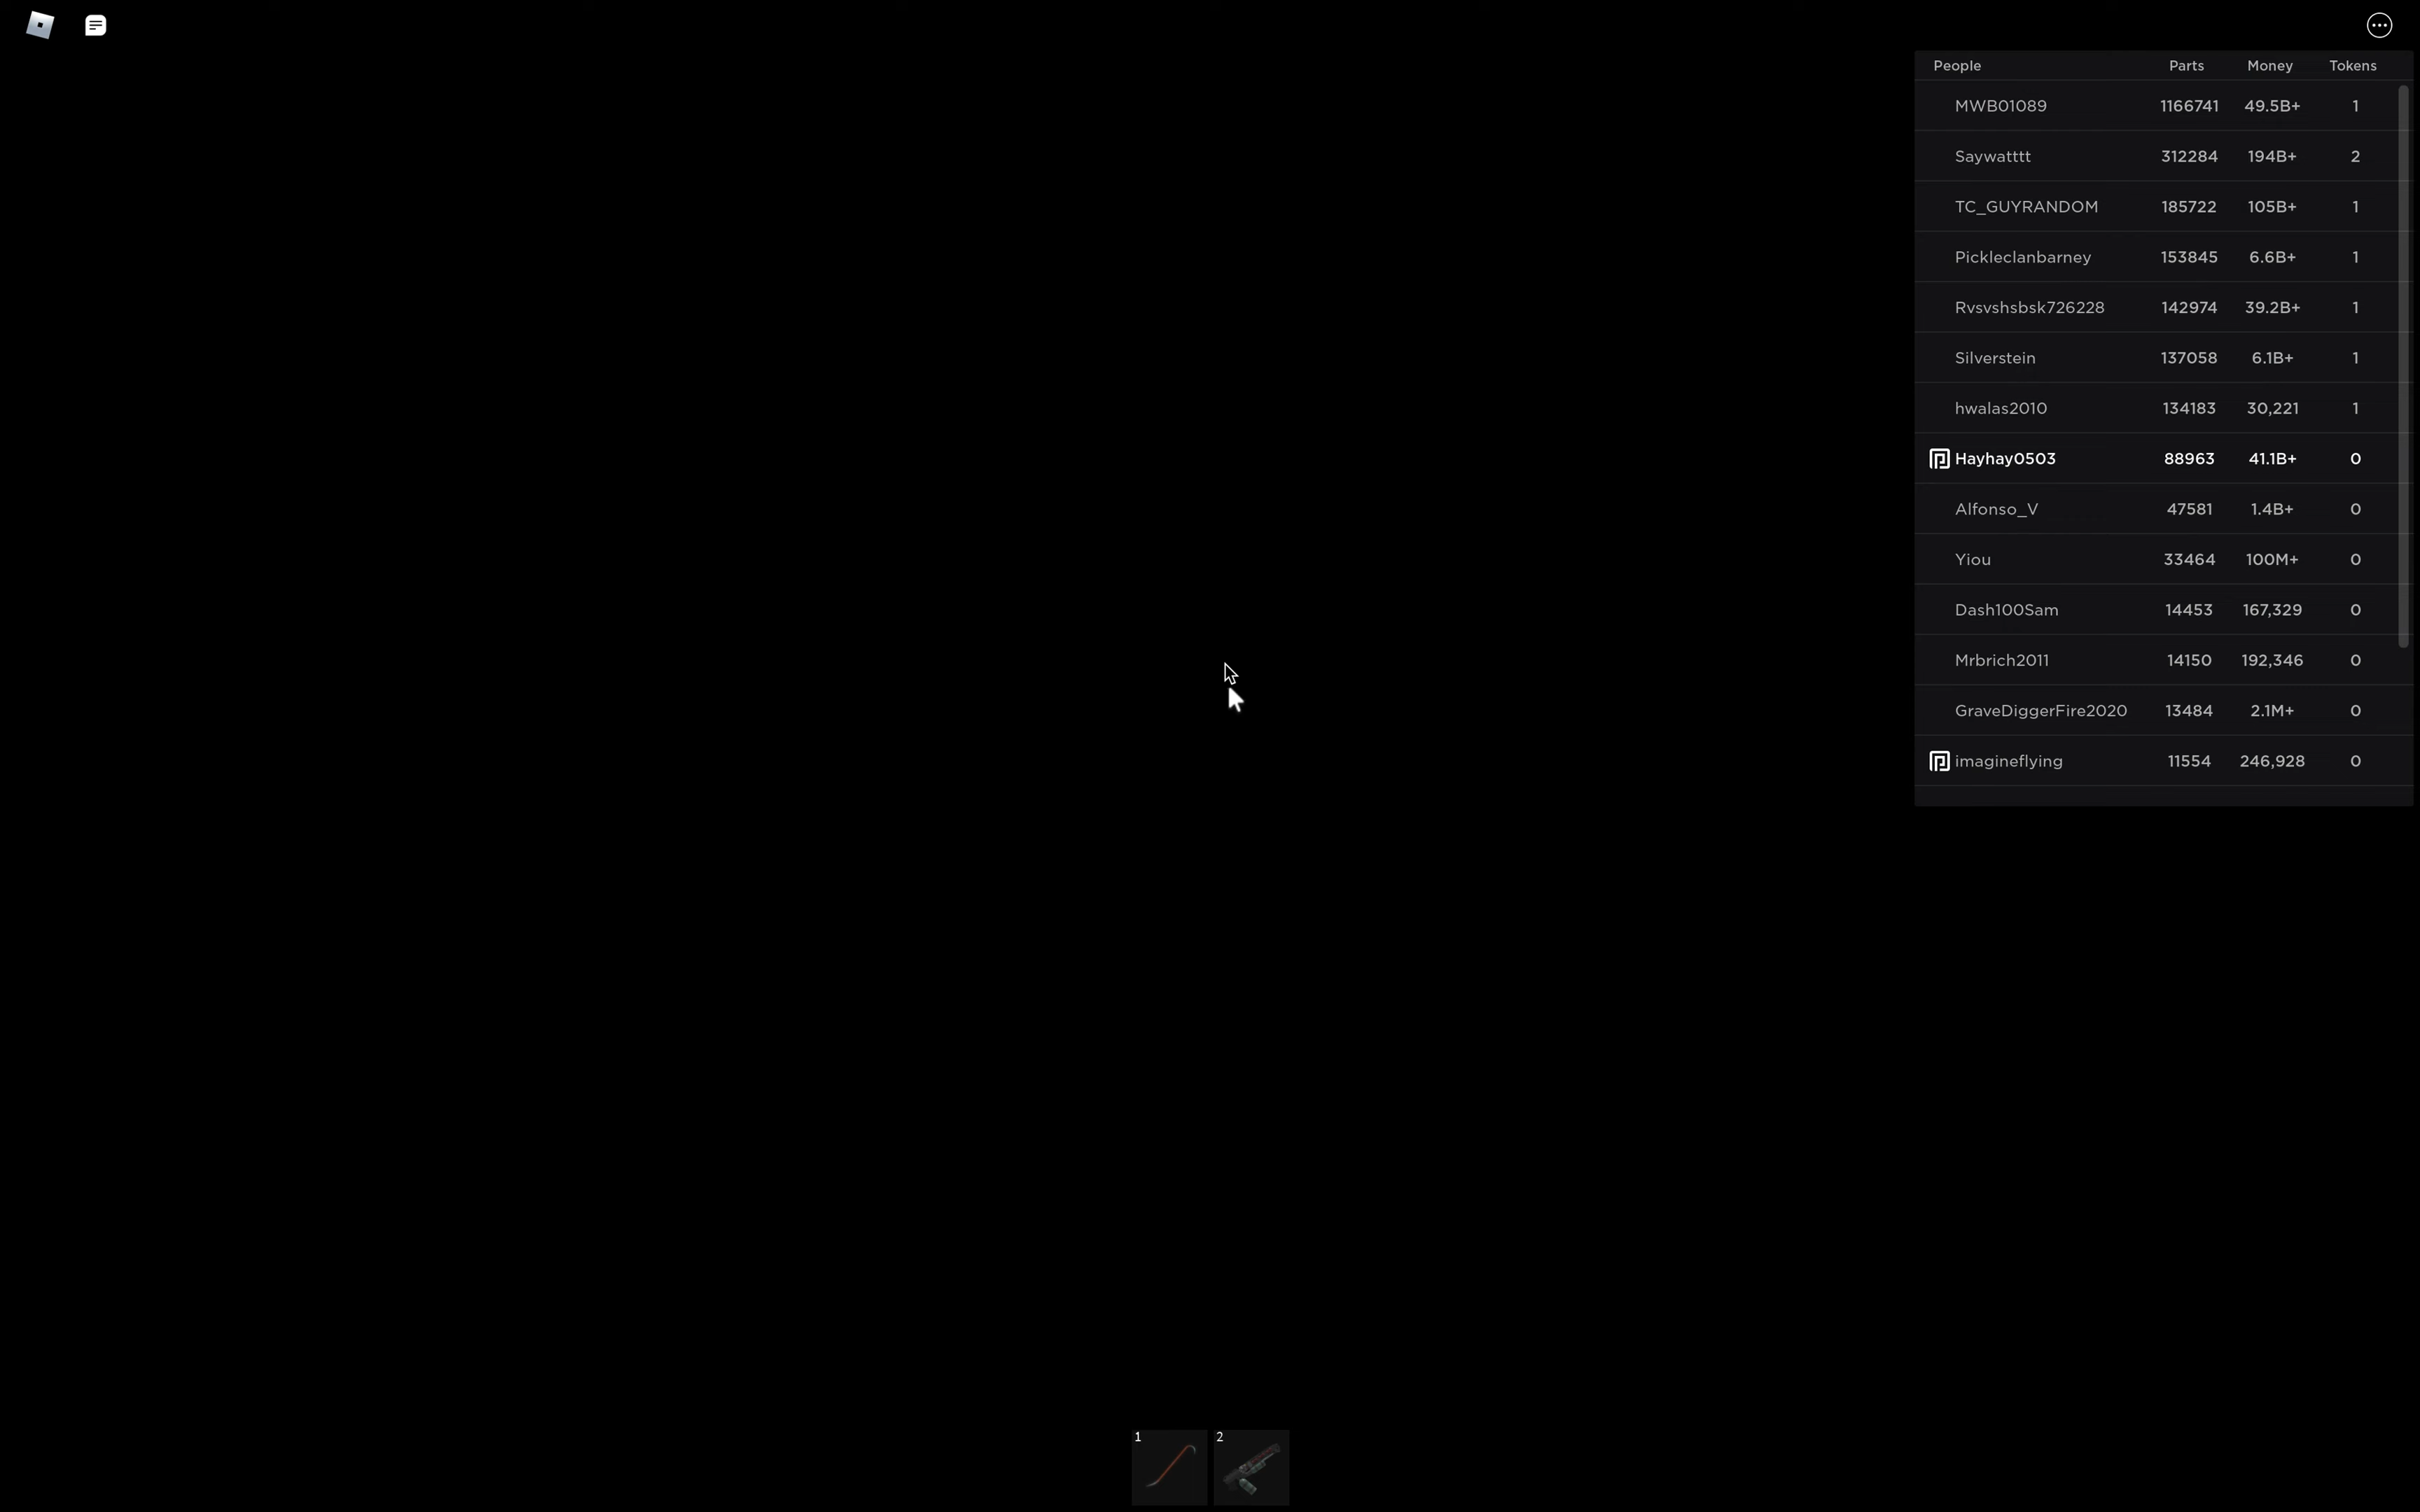 People Parts Money Tokens
MWB01089 1166741 49.5B+ 1
Saywatttt 312284 194B+ 2
TC_GUYRANDOM 185722 105B+ 1
Pickleclanbarney 153845 6.6B+ 1
Rvsvshsbsk726228 142974 39.2B+ 1
Silverstein 137058 6.1B+ 1
hwalas2010 134183 30,221 1
Hayhay0503 88963 41.1B+ 0
Alfonso_V 47581 1.4B+ 0
Yiou 33464 100M+ 0
Dash100Sam 14453 167,329 0
Mrbrich2011 14150 192,346 0
GraveDiggerFire2020 13484 2.1M+ 0
imagineflying 11554 246,928 0
1 2